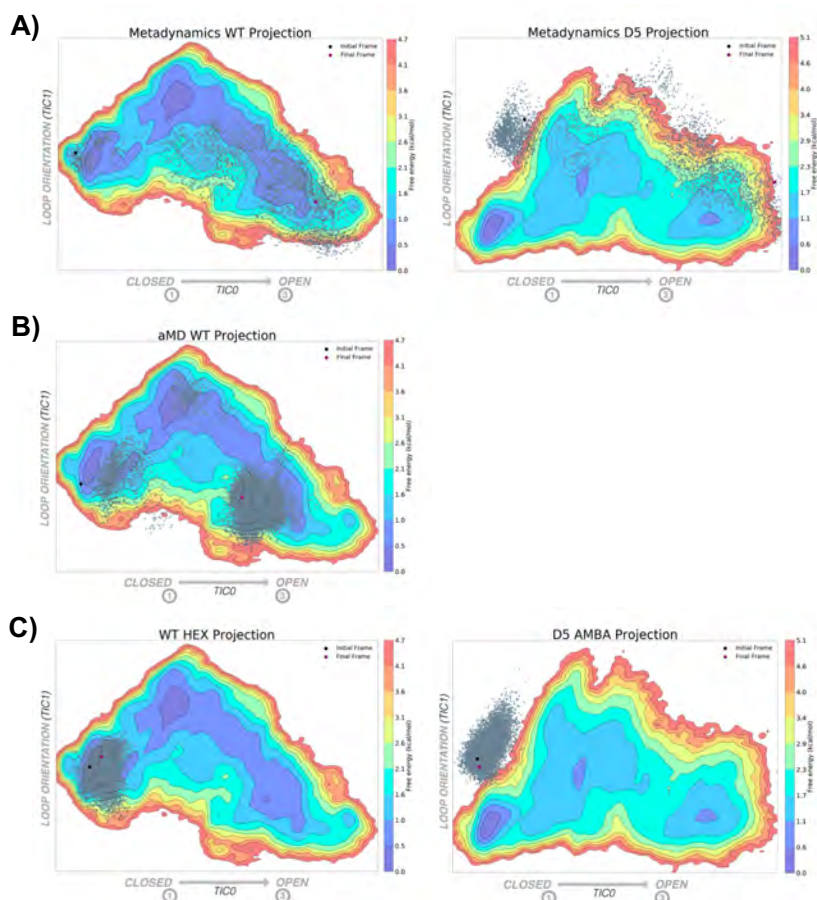 A)
Metadynamics WT Projection
Initial Frame
Final Frame
LOOP ORIENTATION (TIC1)
4.7
4.1
3.6
3.1
2.6
2.1
1.6
1.0
0.5
0.0
Free energy (kcal/mol)
CLOSED
OPEN
TIC0
1
3
Metadynamics D5 Projection
Initial Frame
Final Frame
LOOP ORIENTATION (TIC1)
5.1
4.6
4.0
3.4
2.9
2.3
1.7
1.1
0.6
0.0
Free energy (kcal/mol)
CLOSED
OPEN
TIC0
1
3
B)
aMD WT Projection
Initial Frame
Final Frame
LOOP ORIENTATION (TIC1)
4.7
4.1
3.6
3.1
2.6
2.1
1.6
1.0
0.5
0.0
Free energy (kcal/mol)
CLOSED
OPEN
TIC0
1
3
C)
WT HEX Projection
Initial Frame
Final Frame
LOOP ORIENTATION (TIC1)
4.7
4.1
3.6
3.1
2.6
2.1
1.6
1.0
0.5
0.0
Free energy (kcal/mol)
CLOSED
OPEN
TIC0
1
3
D5 AMBA Projection
Initial Frame
Final Frame
LOOP ORIENTATION (TIC1)
5.1
4.6
4.0
3.4
2.9
2.3
1.7
1.1
0.6
0.0
Free energy (kcal/mol)
CLOSED
OPEN
TIC0
1
3